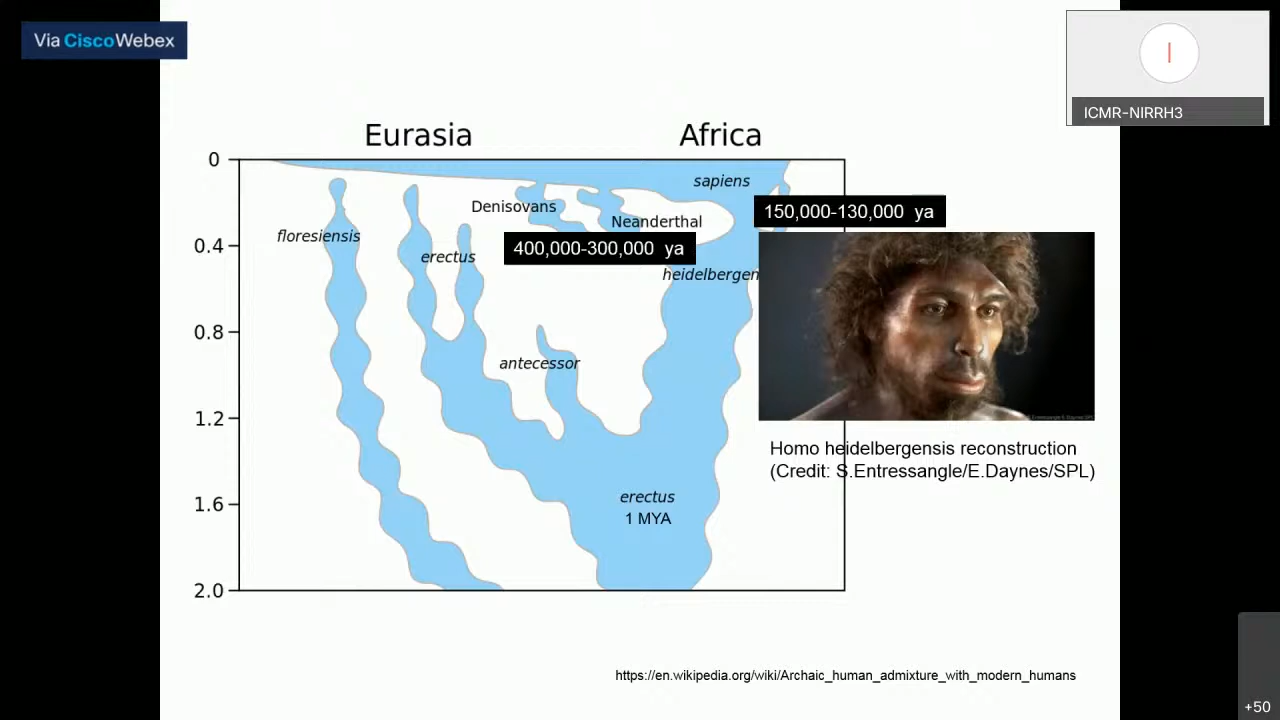 Via CiscoWebex
ICMR-NIRRH3
Eurasia
Africa
0
sapiens
Denisovans
150,000-130,000 ya
Neanderthal
floresiensis
0.4
erectus
400,000-300,000 ya
heidelbergen
0.8
antecessor
1.2
Homo heidelbergensis reconstruction
(Credit: S.Entressangle/E.Daynes/SPL)
erectus
1.6
1 MYA
2.0
https://en.wikipedia.org/wiki/Archaic_human_admixture_with_modern_humans
+50